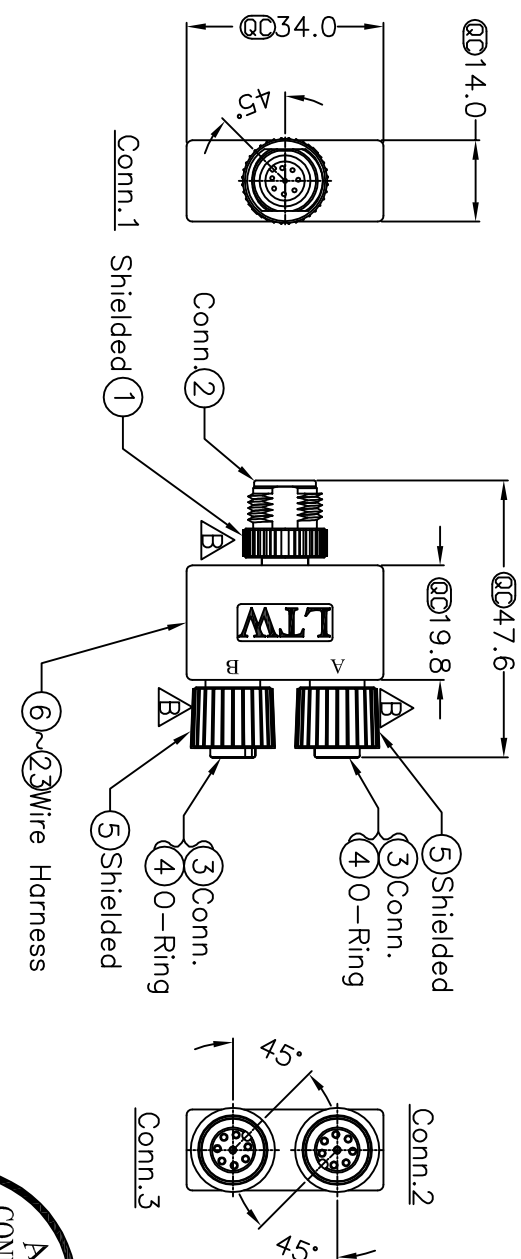 QC34.0
QC14.0
45°
Conn.1
Shielded 1
Conn. 2
B
QC47.6
QC19.8
LTW
A
B
B
B
5 Shielded
3 Conn.
4 O-Ring
3 Conn.
4 O-Ring
5 Shielded
6~23 Wire Harness
45°
45°
Conn.2
Conn.3
A